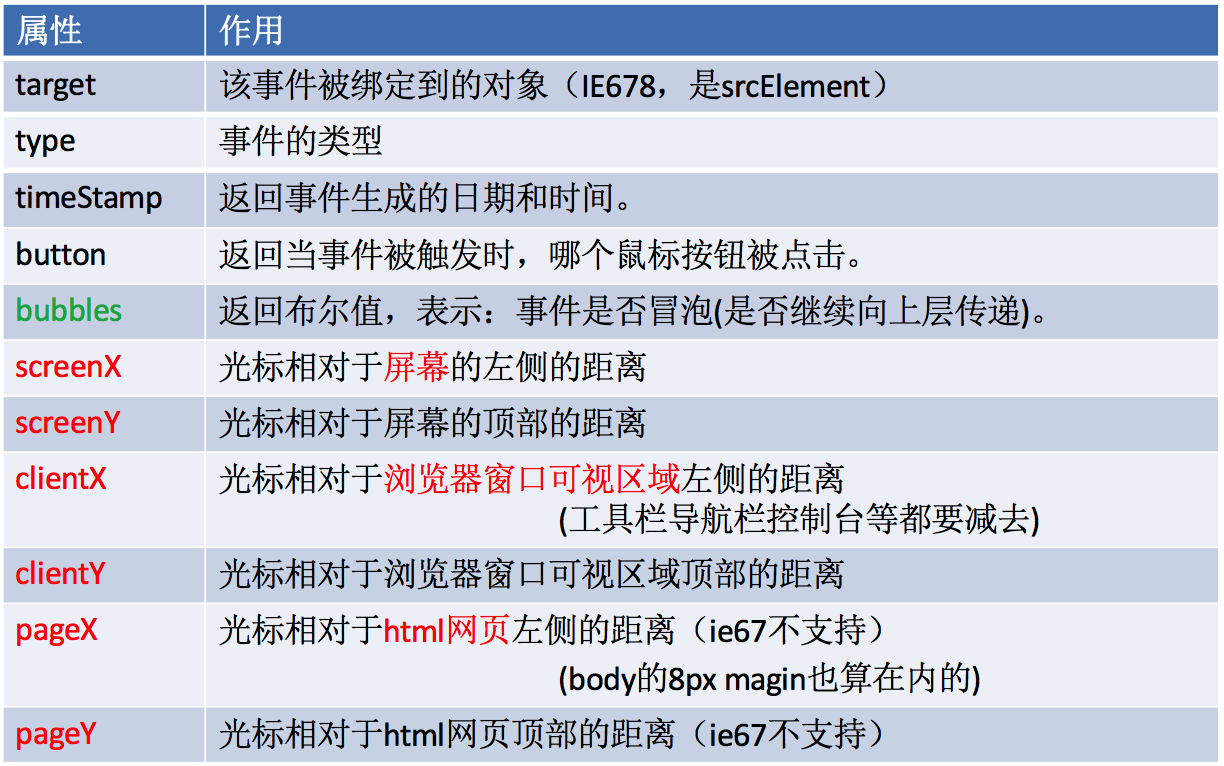 属性 作用
target 该事件被绑定到的对象（IE678，是srcElement）
type 事件的类型
timeStamp 返回事件生成的日期和时间。
button 返回当事件被触发时，哪个鼠标按钮被点击。
bubbles 返回布尔值，表示：事件是否冒泡(是否继续向上层传递)。
screenX 光标相对于屏幕的左侧的距离
screenY 光标相对于屏幕的顶部的距离
clientX 光标相对于浏览器窗口可视区域左侧的距离
(工具栏导航栏控制台等都要减去)
clientY 光标相对于浏览器窗口可视区域顶部的距离
pageX 光标相对于html网页左侧的距离（ie67不支持）
(body的8px magin也算在内的)
pageY 光标相对于html网页顶部的距离（ie67不支持）